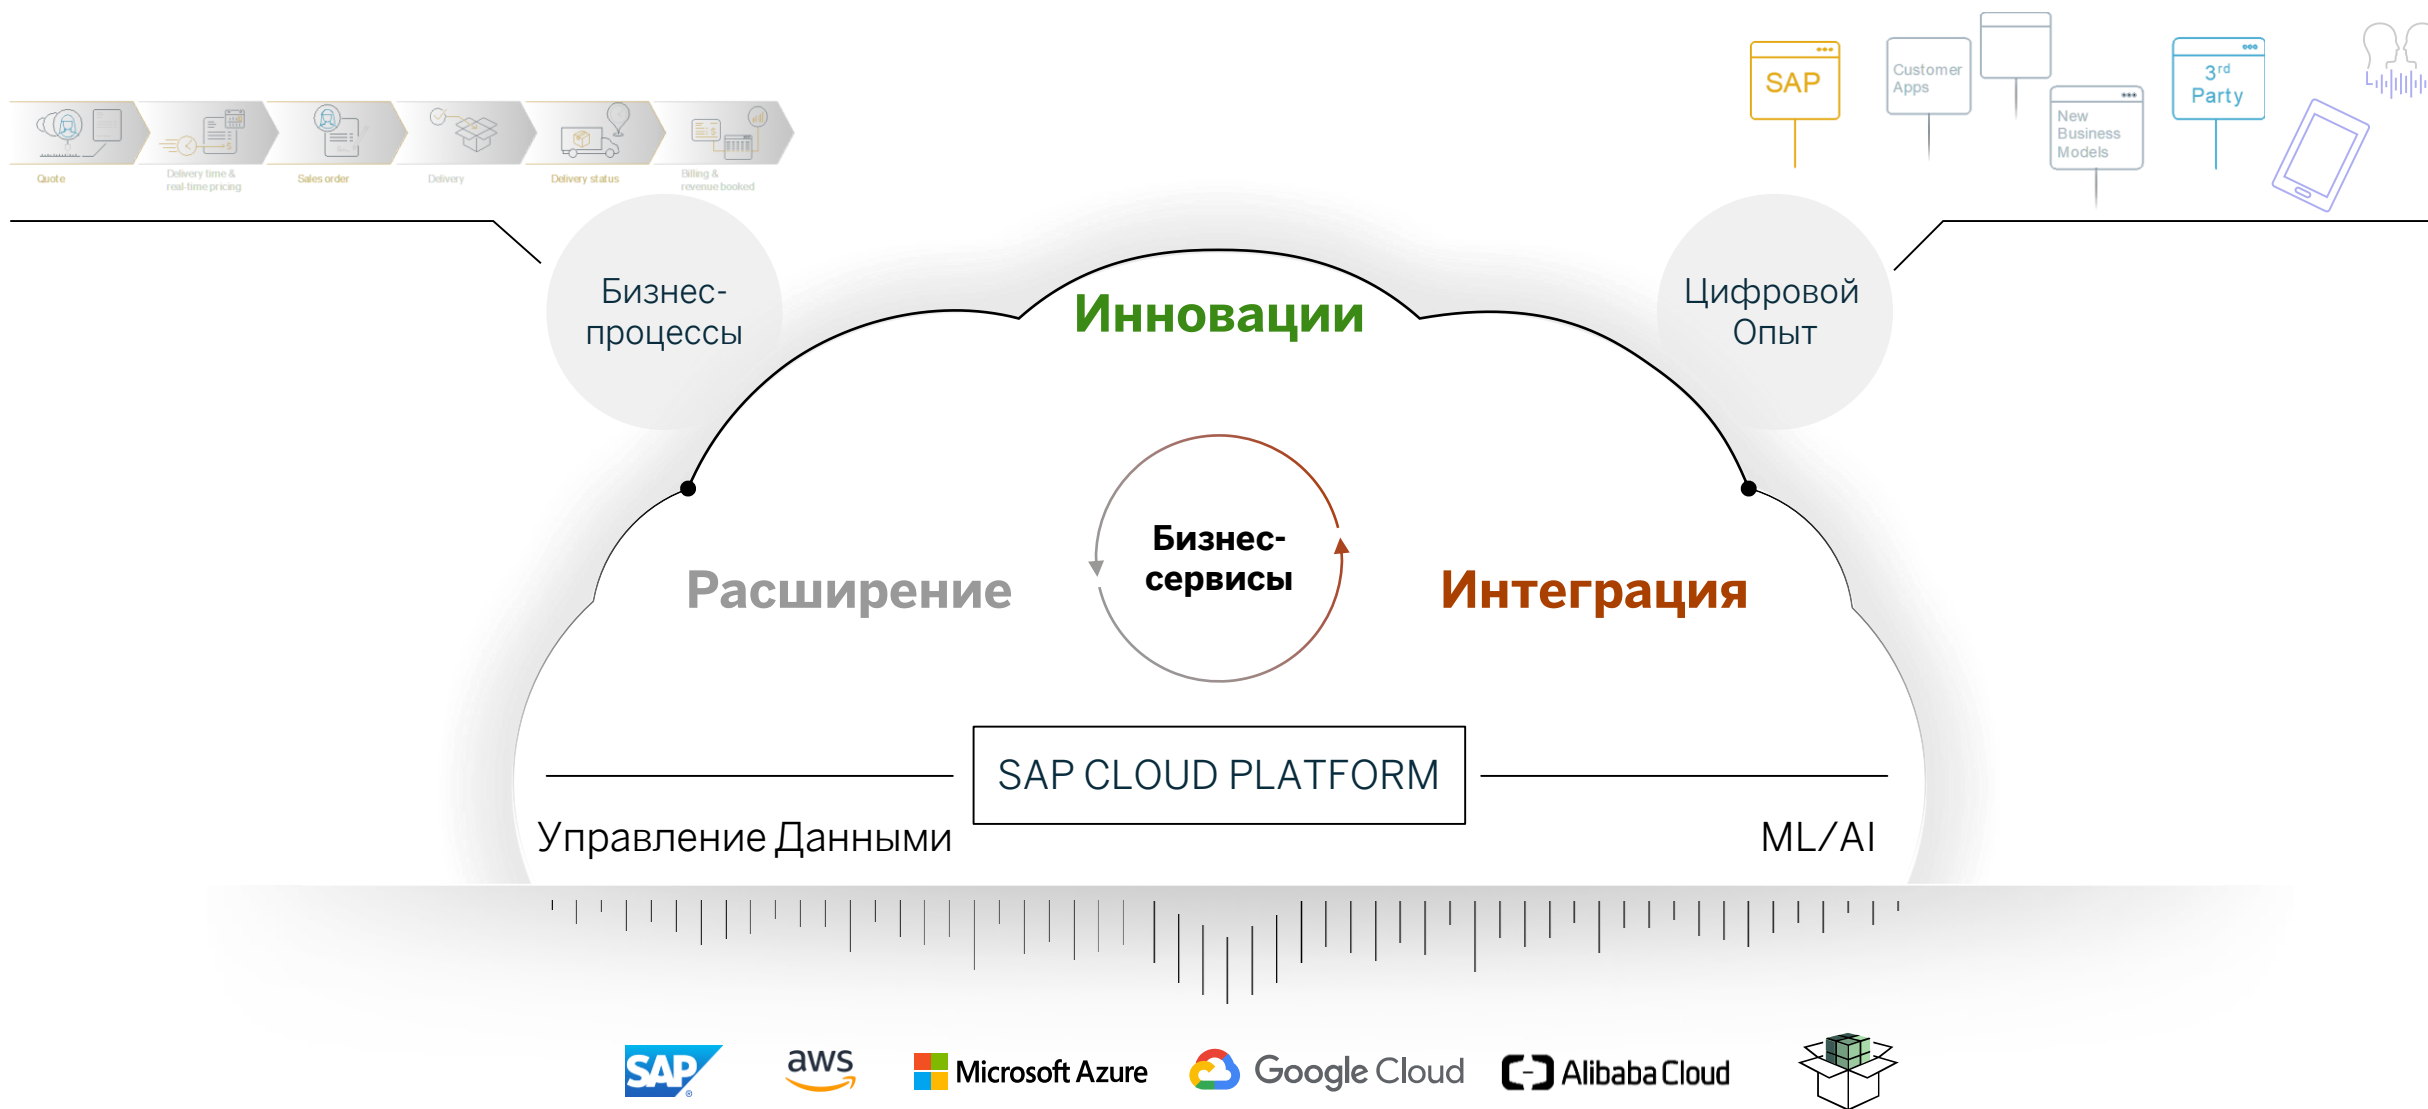 Quote
Delivery time &
real-time pricing
Sales order
Delivery
Delivery status
Billing &
revenue booked
SAP
Customer
Apps
New
Business
Models
3rd
Party
Бизнес-
процессы
Цифровой
Опыт
Инновации
Бизнес-
сервисы
Расширение
Интеграция
SAP CLOUD PLATFORM
Управление Данными
ML/AI
SAP
aws
Microsoft Azure
Google Cloud
Alibaba Cloud